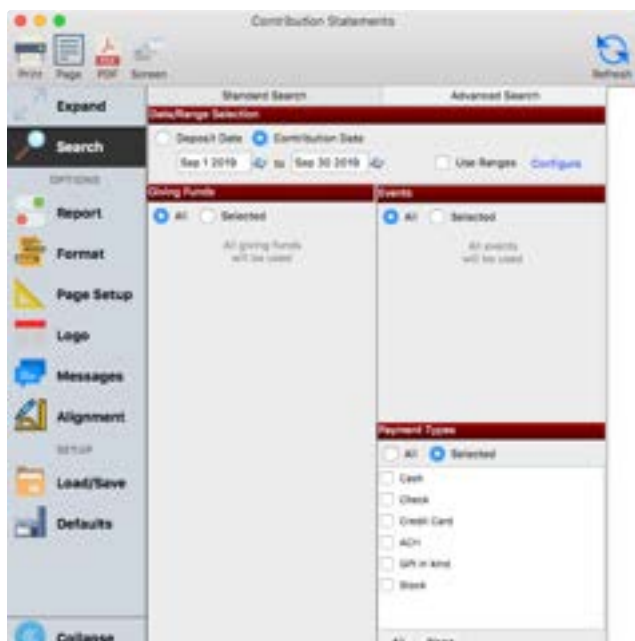 Contribution Statements
Print Page PDF Screen Refresh
Expand
Search
OPTIONS
Report
Format
Page Setup
Logo
Messages
Alignment
SETUP
Load/Save
Defaults
Collapse
Standard Search Advanced Search
Date/Range Selection
Deposit Date Contribution Date
Sep 1 2019 to Sep 30 2019 Use Ranges Configure
Giving Funds
All Selected
All giving funds
will be used
Events
All Selected
All events
will be used
Payment Types
All Selected
Cash
Check
Credit Card
ACH
Gift in kind
Stock
All None